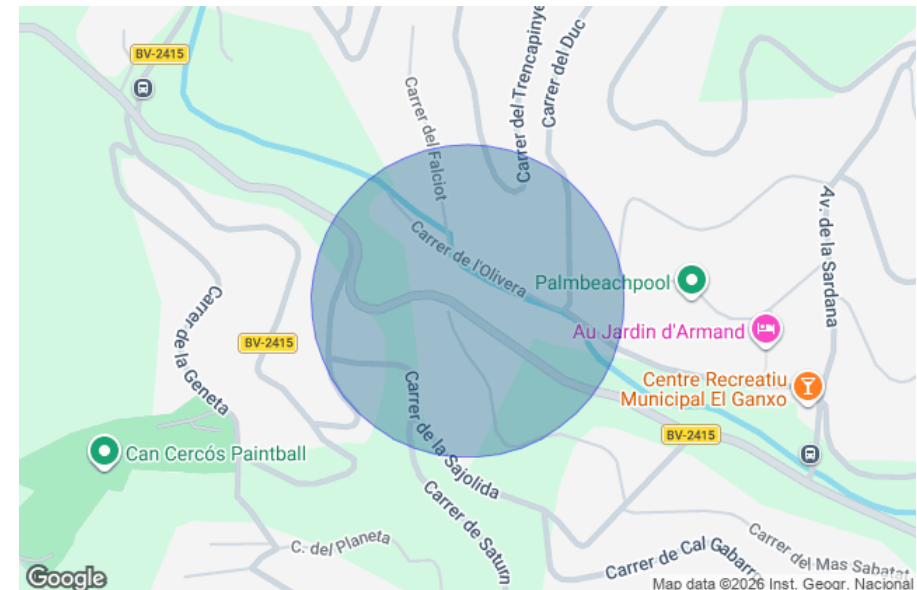 BV-2415
Carrer del Trencapinye
Carrer del Duc
Carrer del Falciot
Carrer de l'Olivera
Av. de la Sardana
Palmbeachpool
Au Jardin d'Armand
Carrer de la Geneta
BV-2415
Centre Recreatiu
Municipal El Ganxo
BV-2415
Can Cercós Paintball
Carrer de la Sajolida
Carrer de Saturn
C. del Planeta
Carrer de Cal Gabarró
Carrer del Mas Sabatat
Google
Map data ©2026 Inst. Geogr. Nacional